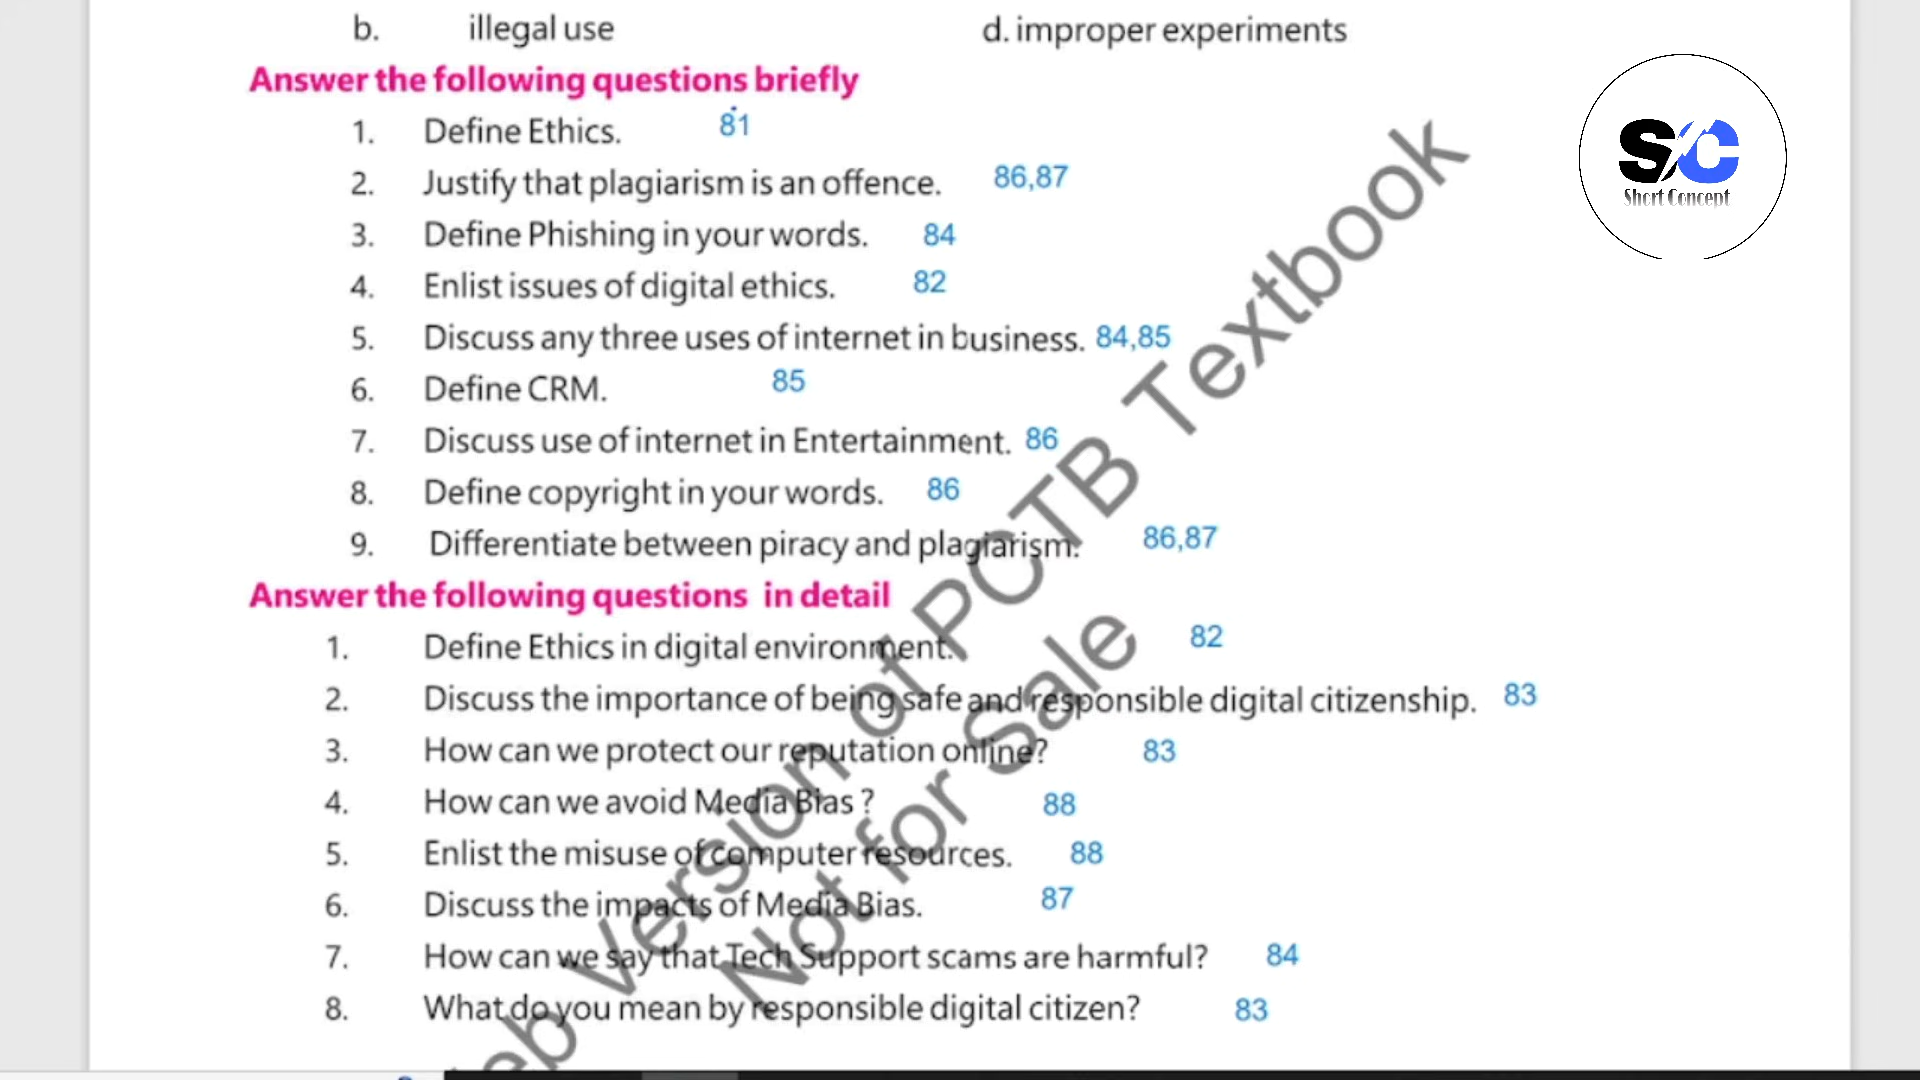 b. illegal use d. improper experiments
Answer the following questions briefly
1. Define Ethics. 81
2. Justify that plagiarism is an offence. 86,87
3. Define Phishing in your words. 84
4. Enlist issues of digital ethics. 82
5. Discuss any three uses of internet in business. 84,85
6. Define CRM. 85
7. Discuss use of internet in Entertainment. 86
8. Define copyright in your words. 86
9. Differentiate between piracy and plagiarism. 86,87
Answer the following questions in detail
1. Define Ethics in digital environment. 82
2. Discuss the importance of being safe and responsible digital citizenship. 83
3. How can we protect our reputation online? 83
4. How can we avoid Media Bias ? 88
5. Enlist the misuse of computer resources. 88
6. Discuss the impacts of Media Bias. 87
7. How can we say that Tech Support scams are harmful? 84
8. What do you mean by responsible digital citizen? 83
SC
Short Concept
eb Version of PCTB Textbook
Not for Sale